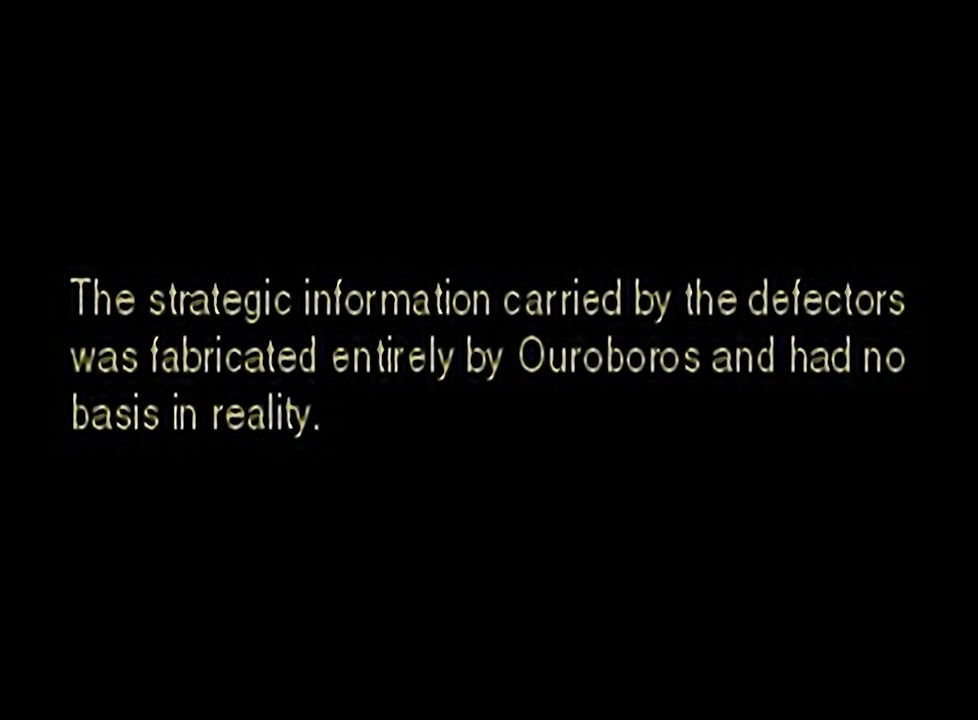 The strategic information carried by the defectors
was fabricated entirely by Ouroboros and had no
basis in reality.